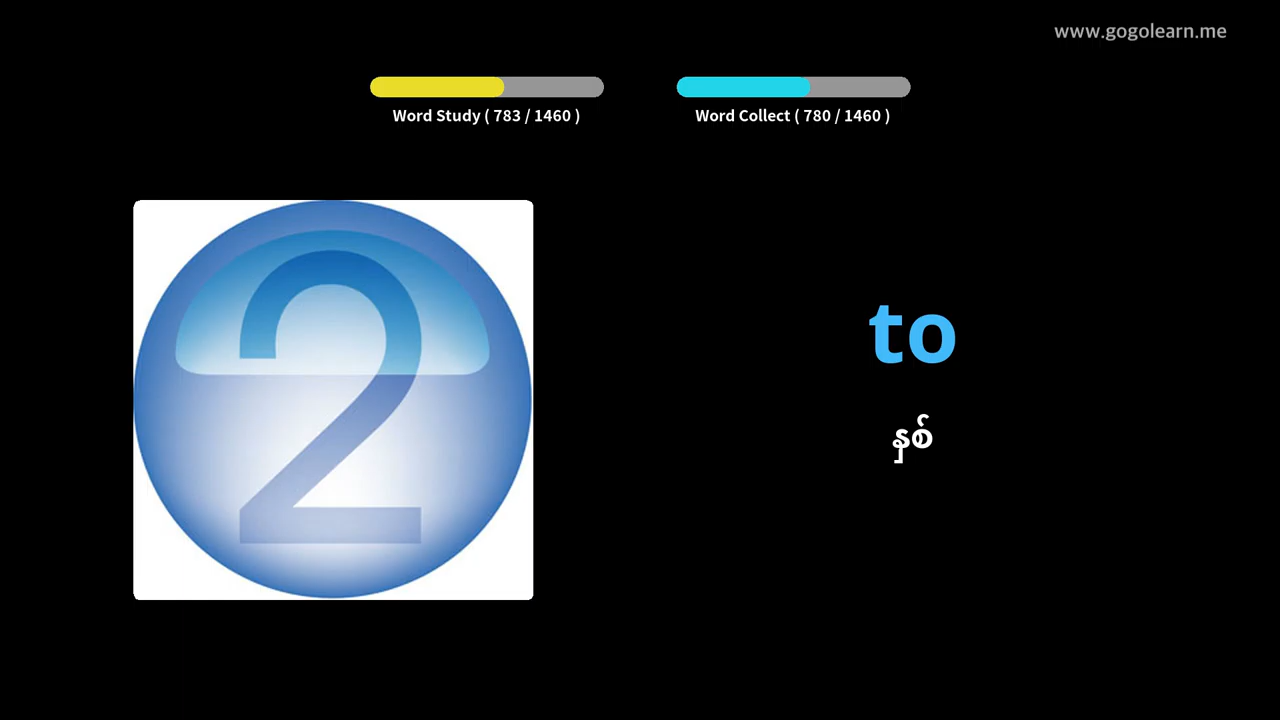 www.gogolearn.me
Word Study ( 783 / 1460 )
Word Collect ( 780 / 1460 )
2
to
နှစ်